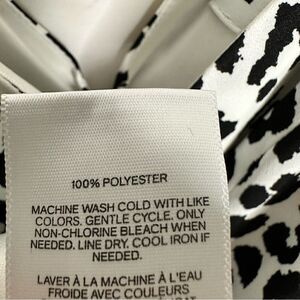 100% POLYESTER
MACHINE WASH COLD WITH LIKE
COLORS. GENTLE CYCLE. ONLY
NON-CHLORINE BLEACH WHEN
NEEDED. LINE DRY. COOL IRON IF
NEEDED.
LAVER À LA MACHINE À L'EAU
FROIDE AVEC COULEURS